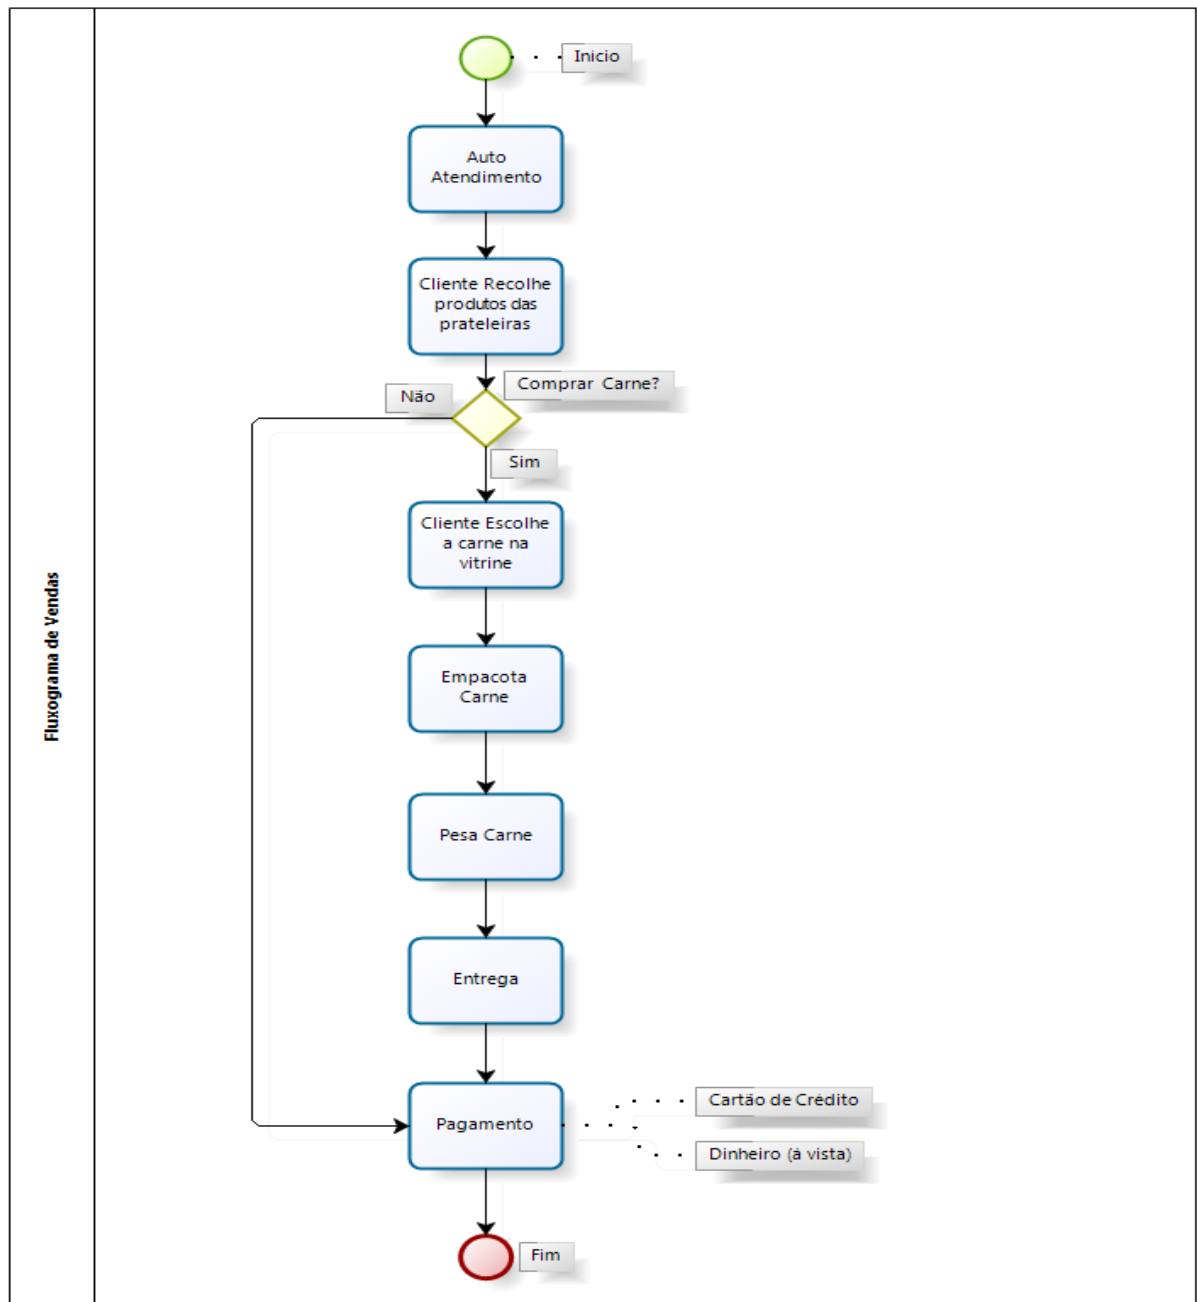 Fluxograma de Vendas
Inicio
Auto
Atendimento
Cliente Recolhe
produtos das
prateleiras
Comprar Carne?
Não
Sim
Cliente Escolhe
a carne na
vitrine
Empacota
Carne
Pesa Carne
Entrega
Pagamento
Cartão de Crédito
Dinheiro (á vista)
Fim